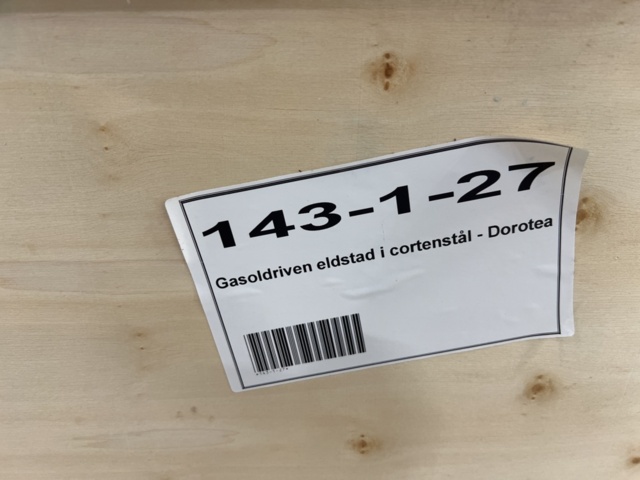 143-1-27
Gasoldriven eldstad i cortenstål - Dorotea